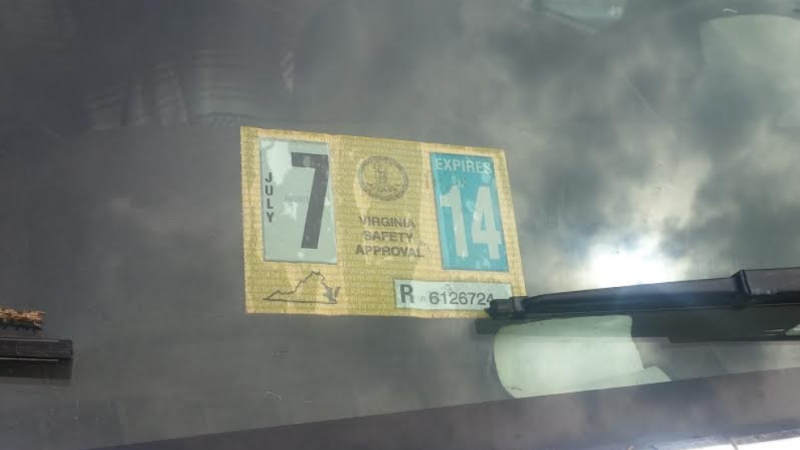 JULY
7
VIRGINIA
SAFETY
APPROVAL
EXPIRES
14
R 6126724